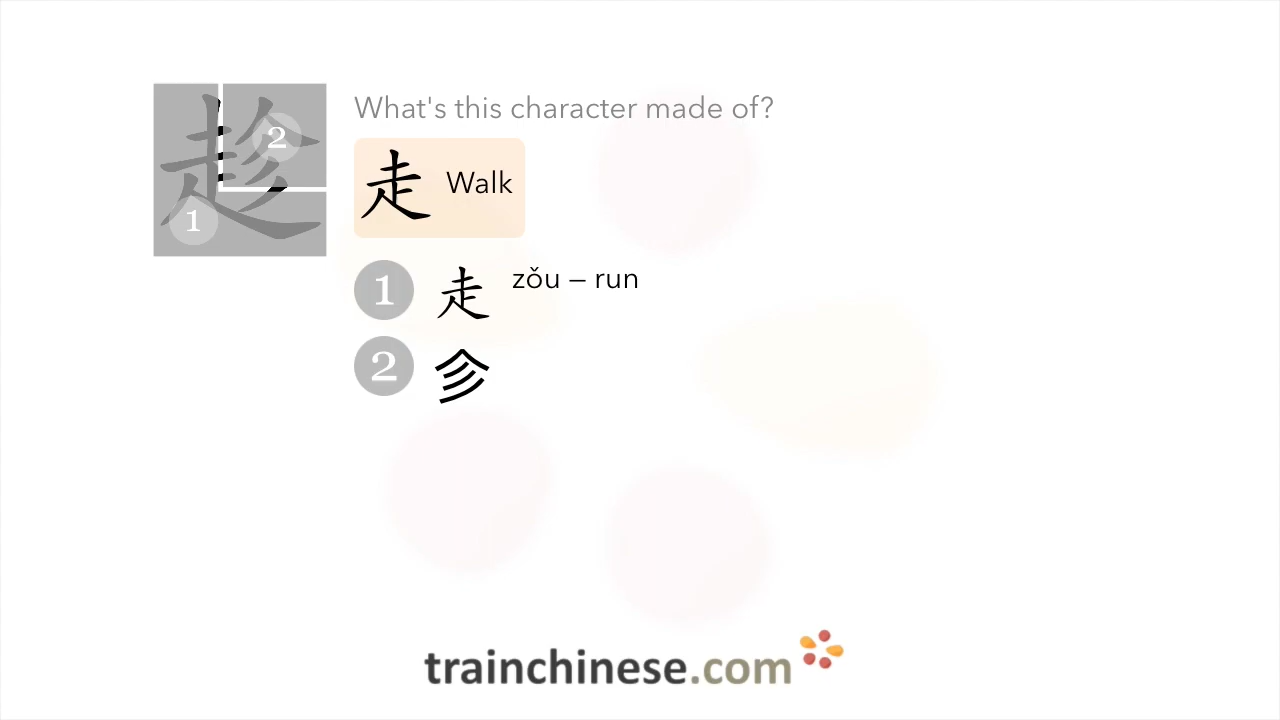 趁
2
1
What's this character made of?
走 Walk
1 走 zǒu – run
2 㐱
trainchinese.com